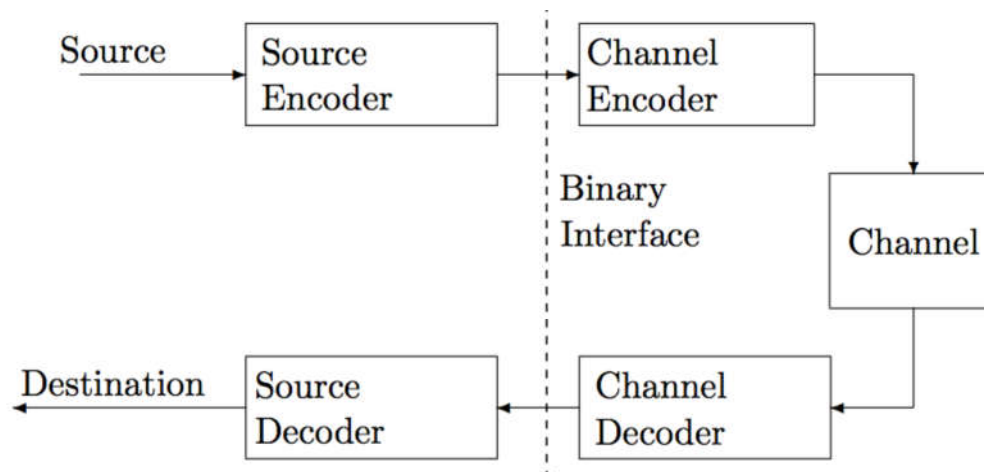 Source
Source
Encoder
Channel
Encoder
Binary
Interface
Channel
Destination
Source
Decoder
Channel
Decoder